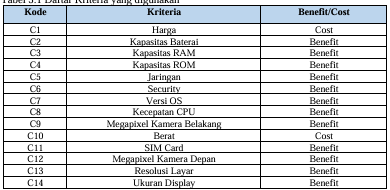 Tabel 3.1 Daftar Kriteria yang digunakan
Kode Kriteria Benefit/Cost
C1 Harga Cost
C2 Kapasitas Baterai Benefit
C3 Kapasitas RAM Benefit
C4 Kapasitas ROM Benefit
C5 Jaringan Benefit
C6 Security Benefit
C7 Versi OS Benefit
C8 Kecepatan CPU Benefit
C9 Megapixel Kamera Belakang Benefit
C10 Berat Cost
C11 SIM Card Benefit
C12 Megapixel Kamera Depan Benefit
C13 Resolusi Layar Benefit
C14 Ukuran Display Benefit